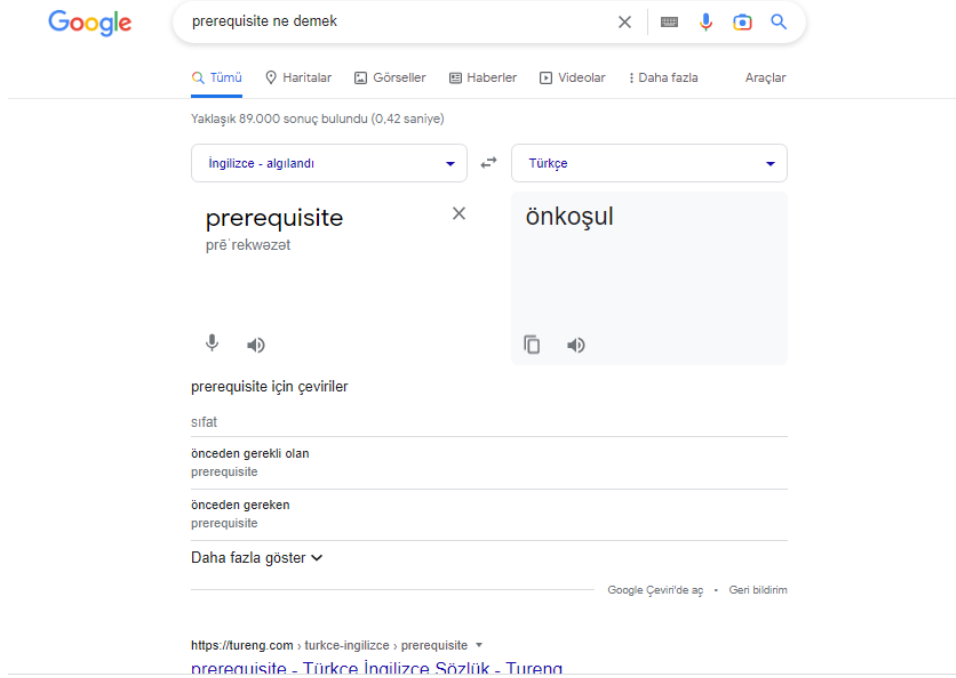 Google
prerequisite ne demek
Tümü Haritalar Görseller Haberler Videolar Daha fazla Araçlar
Yaklaşık 89.000 sonuç bulundu (0,42 saniye)
İngilizce - algılandı Türkçe
prerequisite önkoşul
prēˈrekwəzət
prerequisite için çeviriler
sıfat
önceden gerekli olan
prerequisite
önceden gereken
prerequisite
Daha fazla göster
Google Çeviri'de aç • Geri bildirim
https://tureng.com › turkce-ingilizce › prerequisite
prerequisite - Türkçe İngilizce Sözlük - Tureng